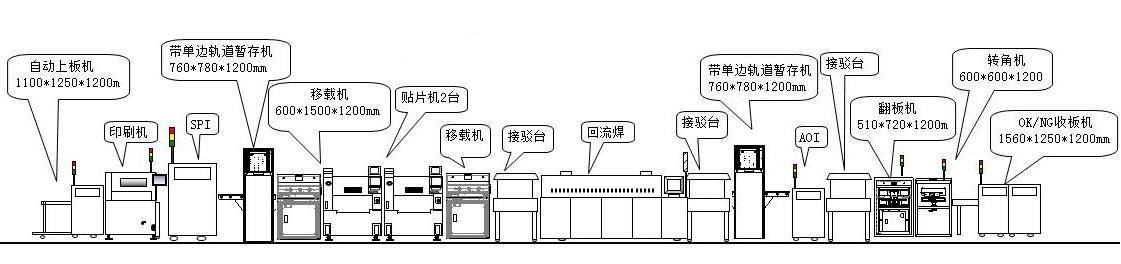 自动上板机
1100*1250*1200m
印刷机
SPI
带单边轨道暂存机
760*780*1200mm
移载机
600*1500*1200mm
贴片机2台
移载机
接驳台
回流焊
接驳台
带单边轨道暂存机
760*780*1200mm
AOI
接驳台
翻板机
510*720*1200m
转角机
600*600*1200
OK/NG收板机
1560*1250*1200mm